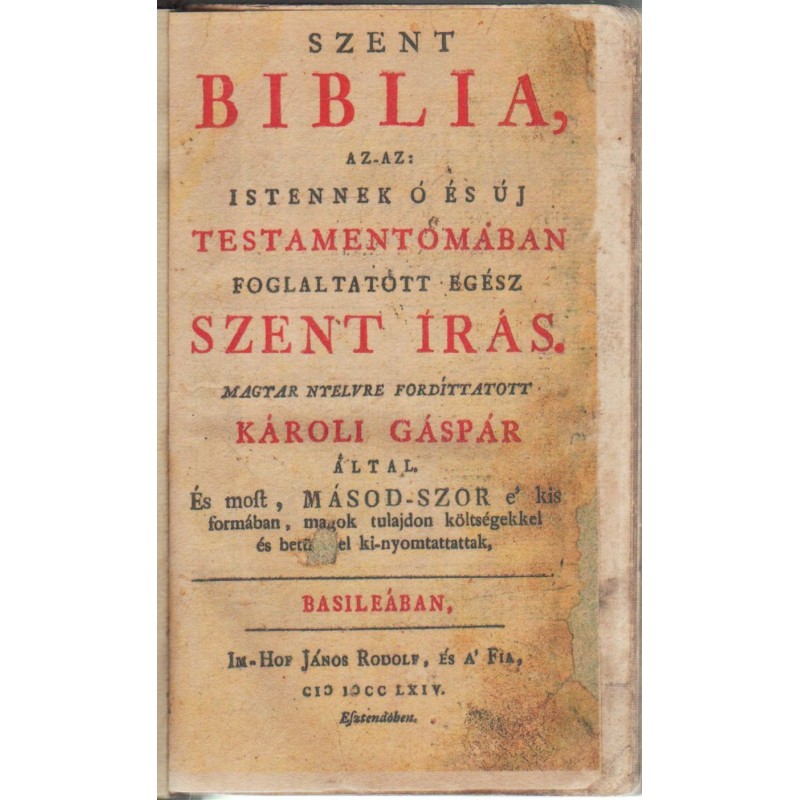 SZENT
BIBLIA,
AZ-AZ:
ISTENNEK Ó ÉS ÚJ
TESTAMENTOMÁBAN
FOGLALTATOTT EGÉSZ
SZENT ÍRÁS.
MAGYAR NYELVRE FORDÍTTATOTT
KÁROLI GÁSPÁR
ÁLTAL.
És moſt, MÁSOD-SZOR e' kis
formában, magok tulajdon költségekkel
és ki-nyomtattattak,
BASILEÁBAN,
IM-HOF JÁNOS RODOLF, ÉS A' FIA,
CIↃ IↃCC LXIV.
Eſztendőben.